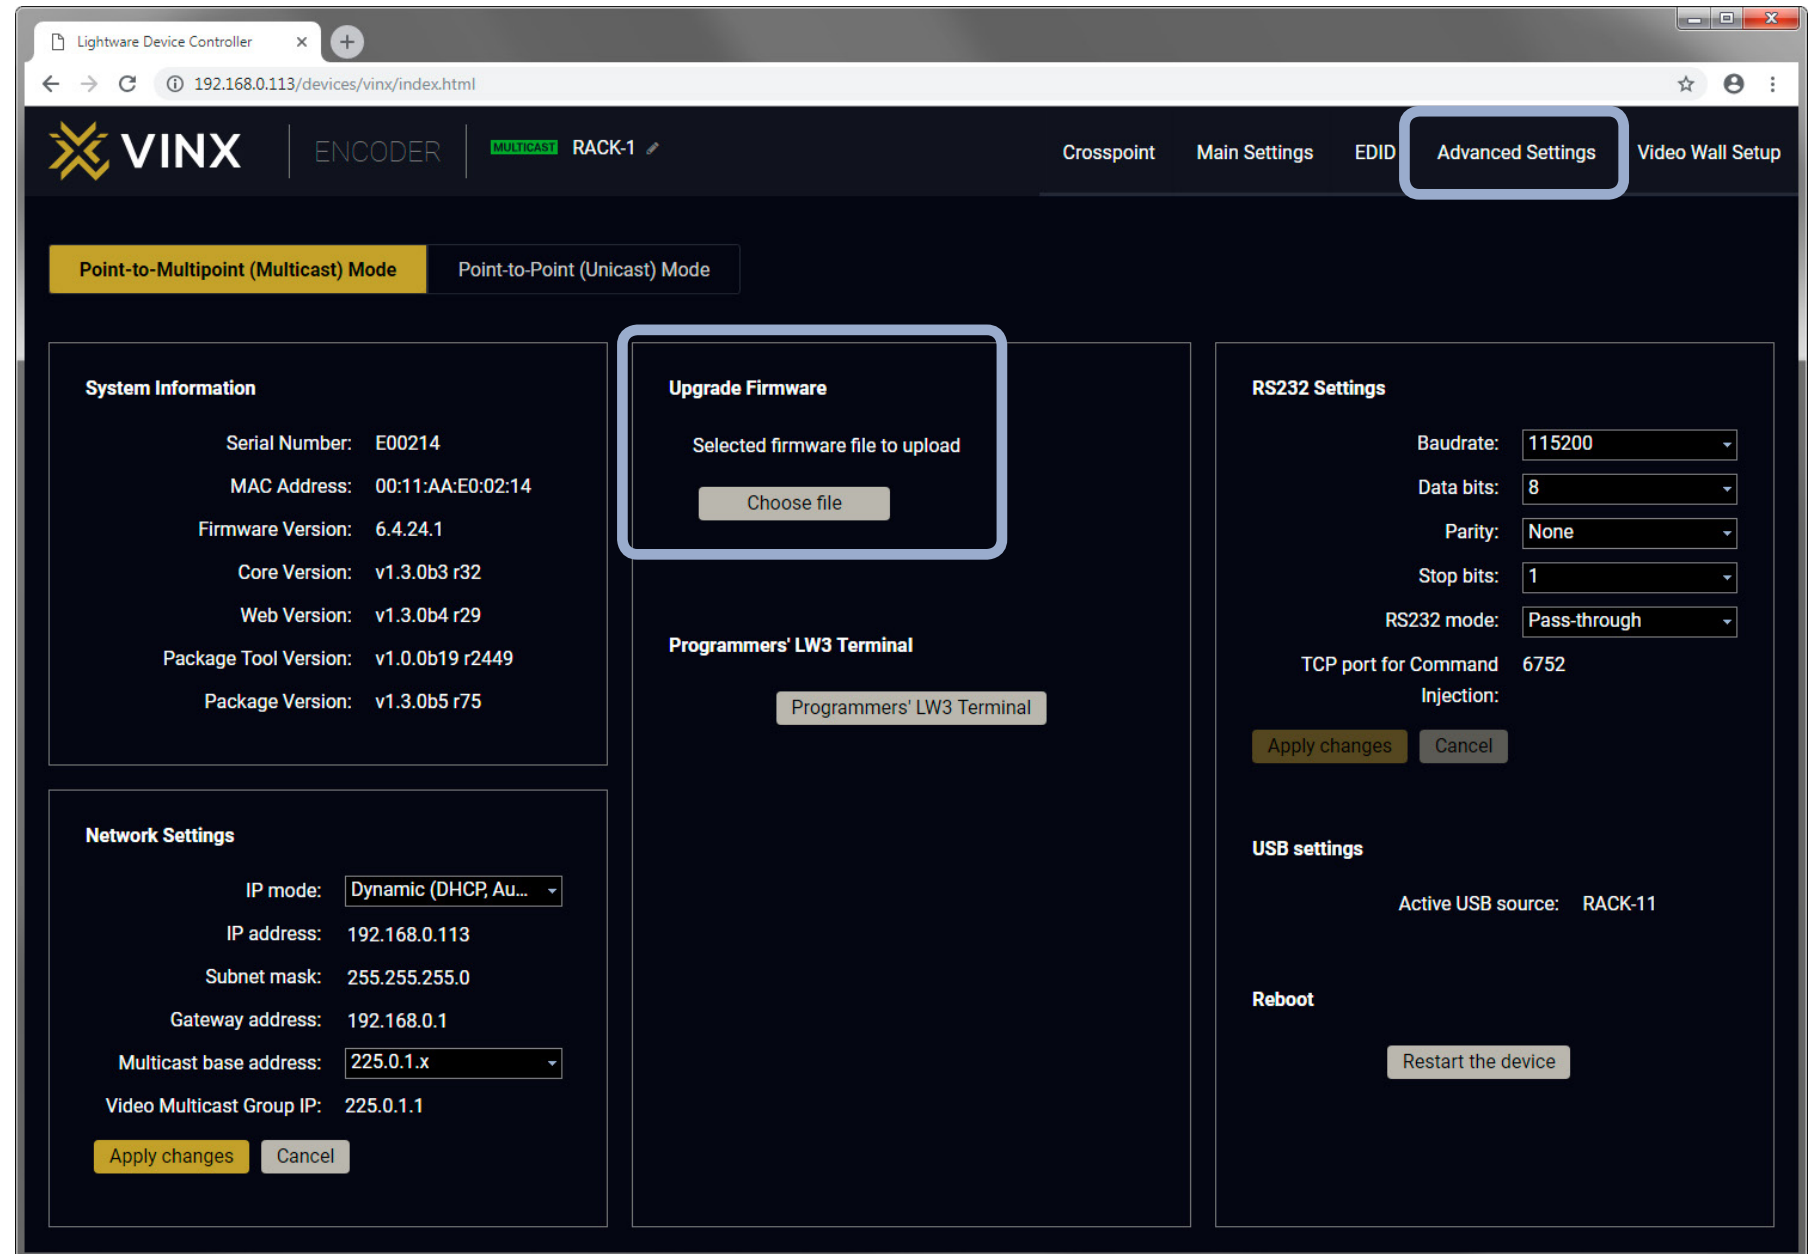 Lightware Device Controller
192.168.0.113/devices/vinx/index.html
VINX ENCODER MULTICAST RACK-1
Crosspoint Main Settings EDID Advanced Settings Video Wall Setup
Point-to-Multipoint (Multicast) Mode Point-to-Point (Unicast) Mode
System Information
Serial Number: E00214
MAC Address: 00:11:AA:E0:02:14
Firmware Version: 6.4.24.1
Core Version: v1.3.0b3 r32
Web Version: v1.3.0b4 r29
Package Tool Version: v1.0.0b19 r2449
Package Version: v1.3.0b5 r75
Network Settings
IP mode: Dynamic (DHCP, Au...
IP address: 192.168.0.113
Subnet mask: 255.255.255.0
Gateway address: 192.168.0.1
Multicast base address: 225.0.1.x
Video Multicast Group IP: 225.0.1.1
Apply changes Cancel
Upgrade Firmware
Selected firmware file to upload
Choose file
Programmers' LW3 Terminal
Programmers' LW3 Terminal
RS232 Settings
Baudrate: 115200
Data bits: 8
Parity: None
Stop bits: 1
RS232 mode: Pass-through
TCP port for Command 6752
Injection:
Apply changes Cancel
USB settings
Active USB source: RACK-11
Reboot
Restart the device